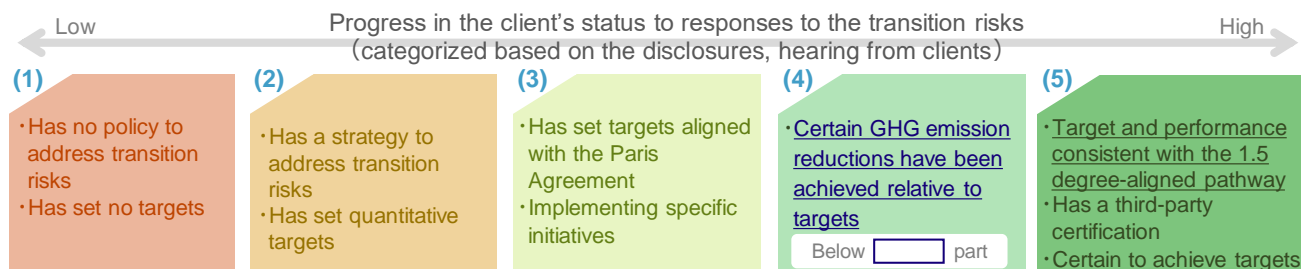 Low
Progress in the client's status to responses to the transition risks
High
（categorized based on the disclosures, hearing from clients）
(1)
・Has no policy to
address transition
risks
・Has set no targets
(2)
・Has a strategy to
address transition
risks
・Has set quantitative
targets
(3)
・Has set targets aligned
with the Paris
Agreement
・Implementing specific
initiatives
(4)
・Certain GHG emission
reductions have been
achieved relative to
targets
Below part
(5)
・Target and performance
consistent with the 1.5
degree-aligned pathway
・Has a third-party
certification
・Certain to achieve targets